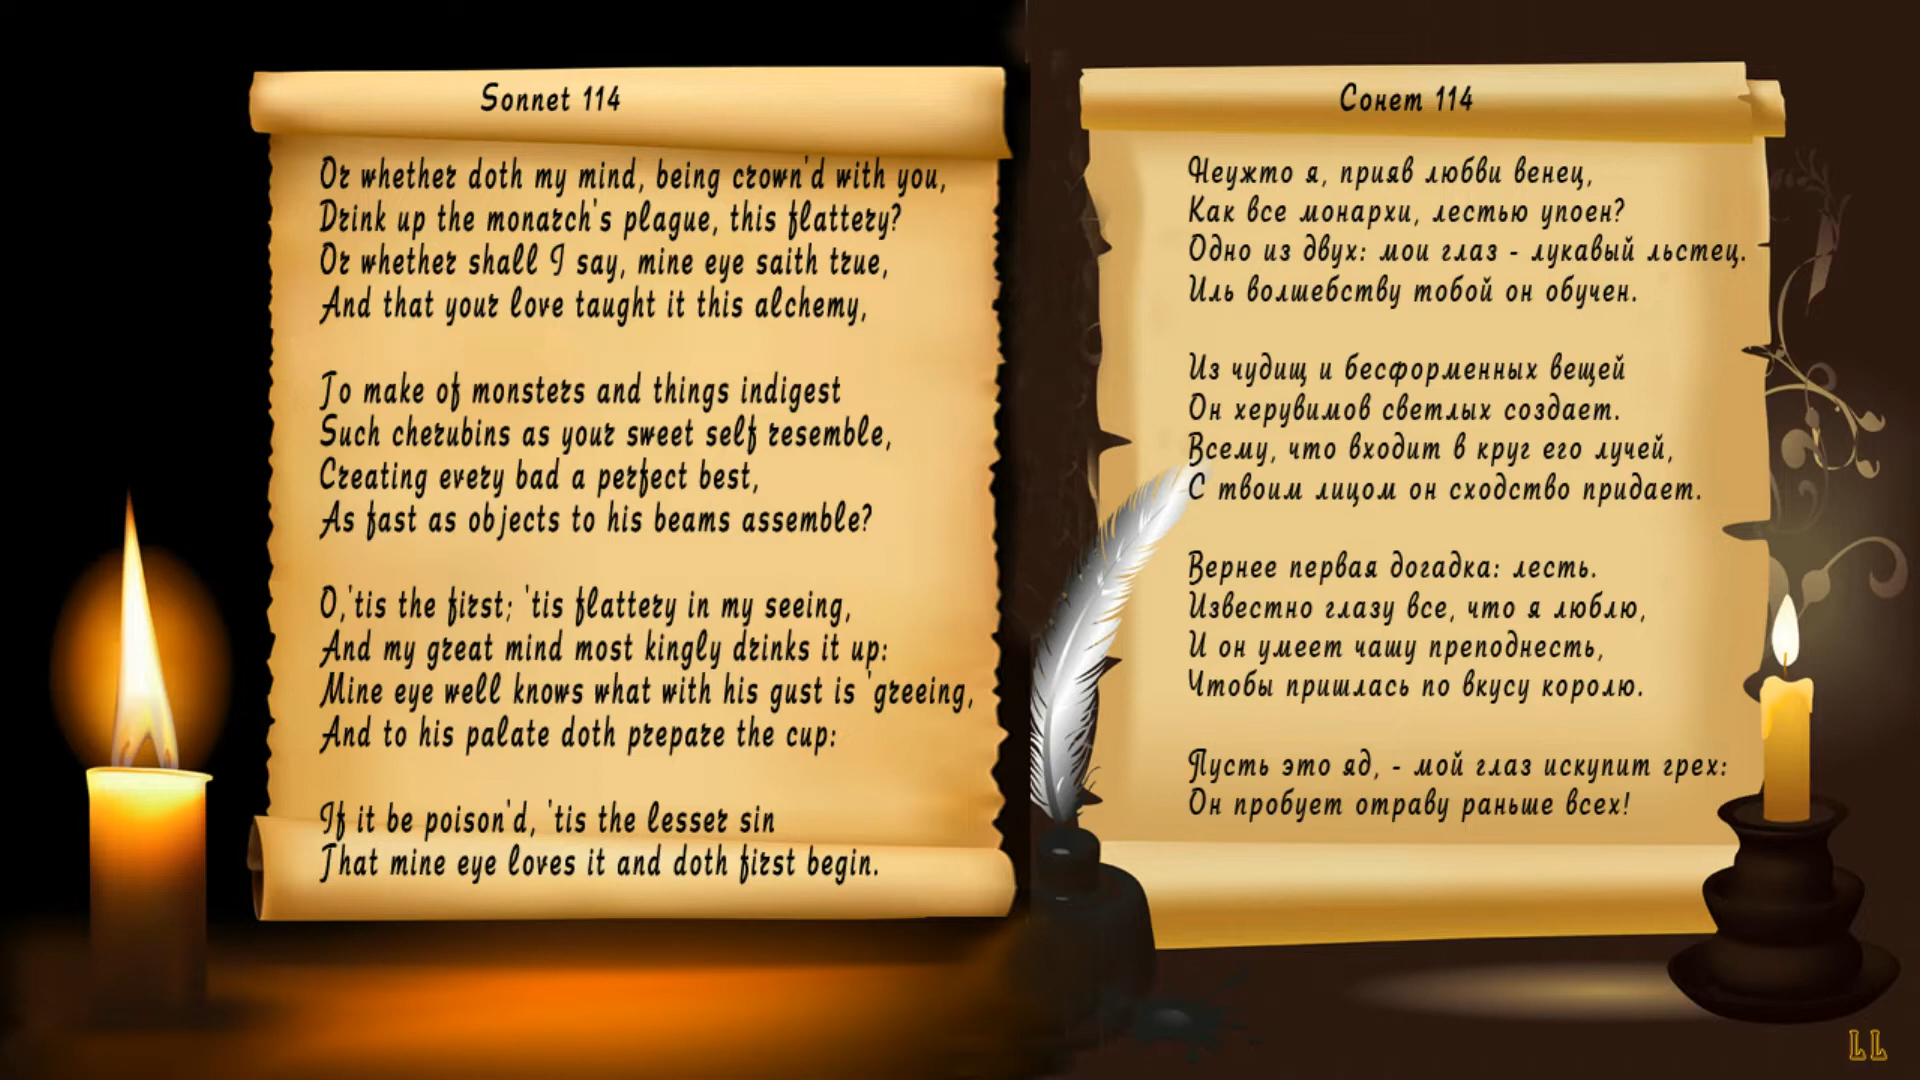 Sonnet 114
Or whether doth my mind, being crown'd with you,
Drink up the monarch's plague, this flattery?
Or whether shall I say, mine eye saith true,
And that your love taught it this alchemy,
To make of monsters and things indigest
Such cherubins as your sweet self resemble,
Creating every bad a perfect best,
As fast as objects to his beams assemble?
O,'tis the first; 'tis flattery in my seeing,
And my great mind most kingly drinks it up:
Mine eye well knows what with his gust is 'greeing,
And to his palate doth prepare the cup:
If it be poison'd, 'tis the lesser sin
That mine eye loves it and doth first begin.
Сонет 114
Неужто я, прияв любви венец,
Как все монархи, лестью упоен?
Одно из двух: мои глаз - лукавый льстец.
Иль волшебству тобой он обучен.
Из чудищ и бесформенных вещей
Он херувимов светлых создает.
Всему, что входит в круг его лучей,
С твоим лицом он сходство придает.
Вернее первая догадка: лесть.
Известно глазу все, что я люблю,
И он умеет чашу преподнесть,
Чтобы пришлась по вкусу королю.
Пусть это яд, - мой глаз искупит грех:
Он пробует отраву раньше всех!
LL